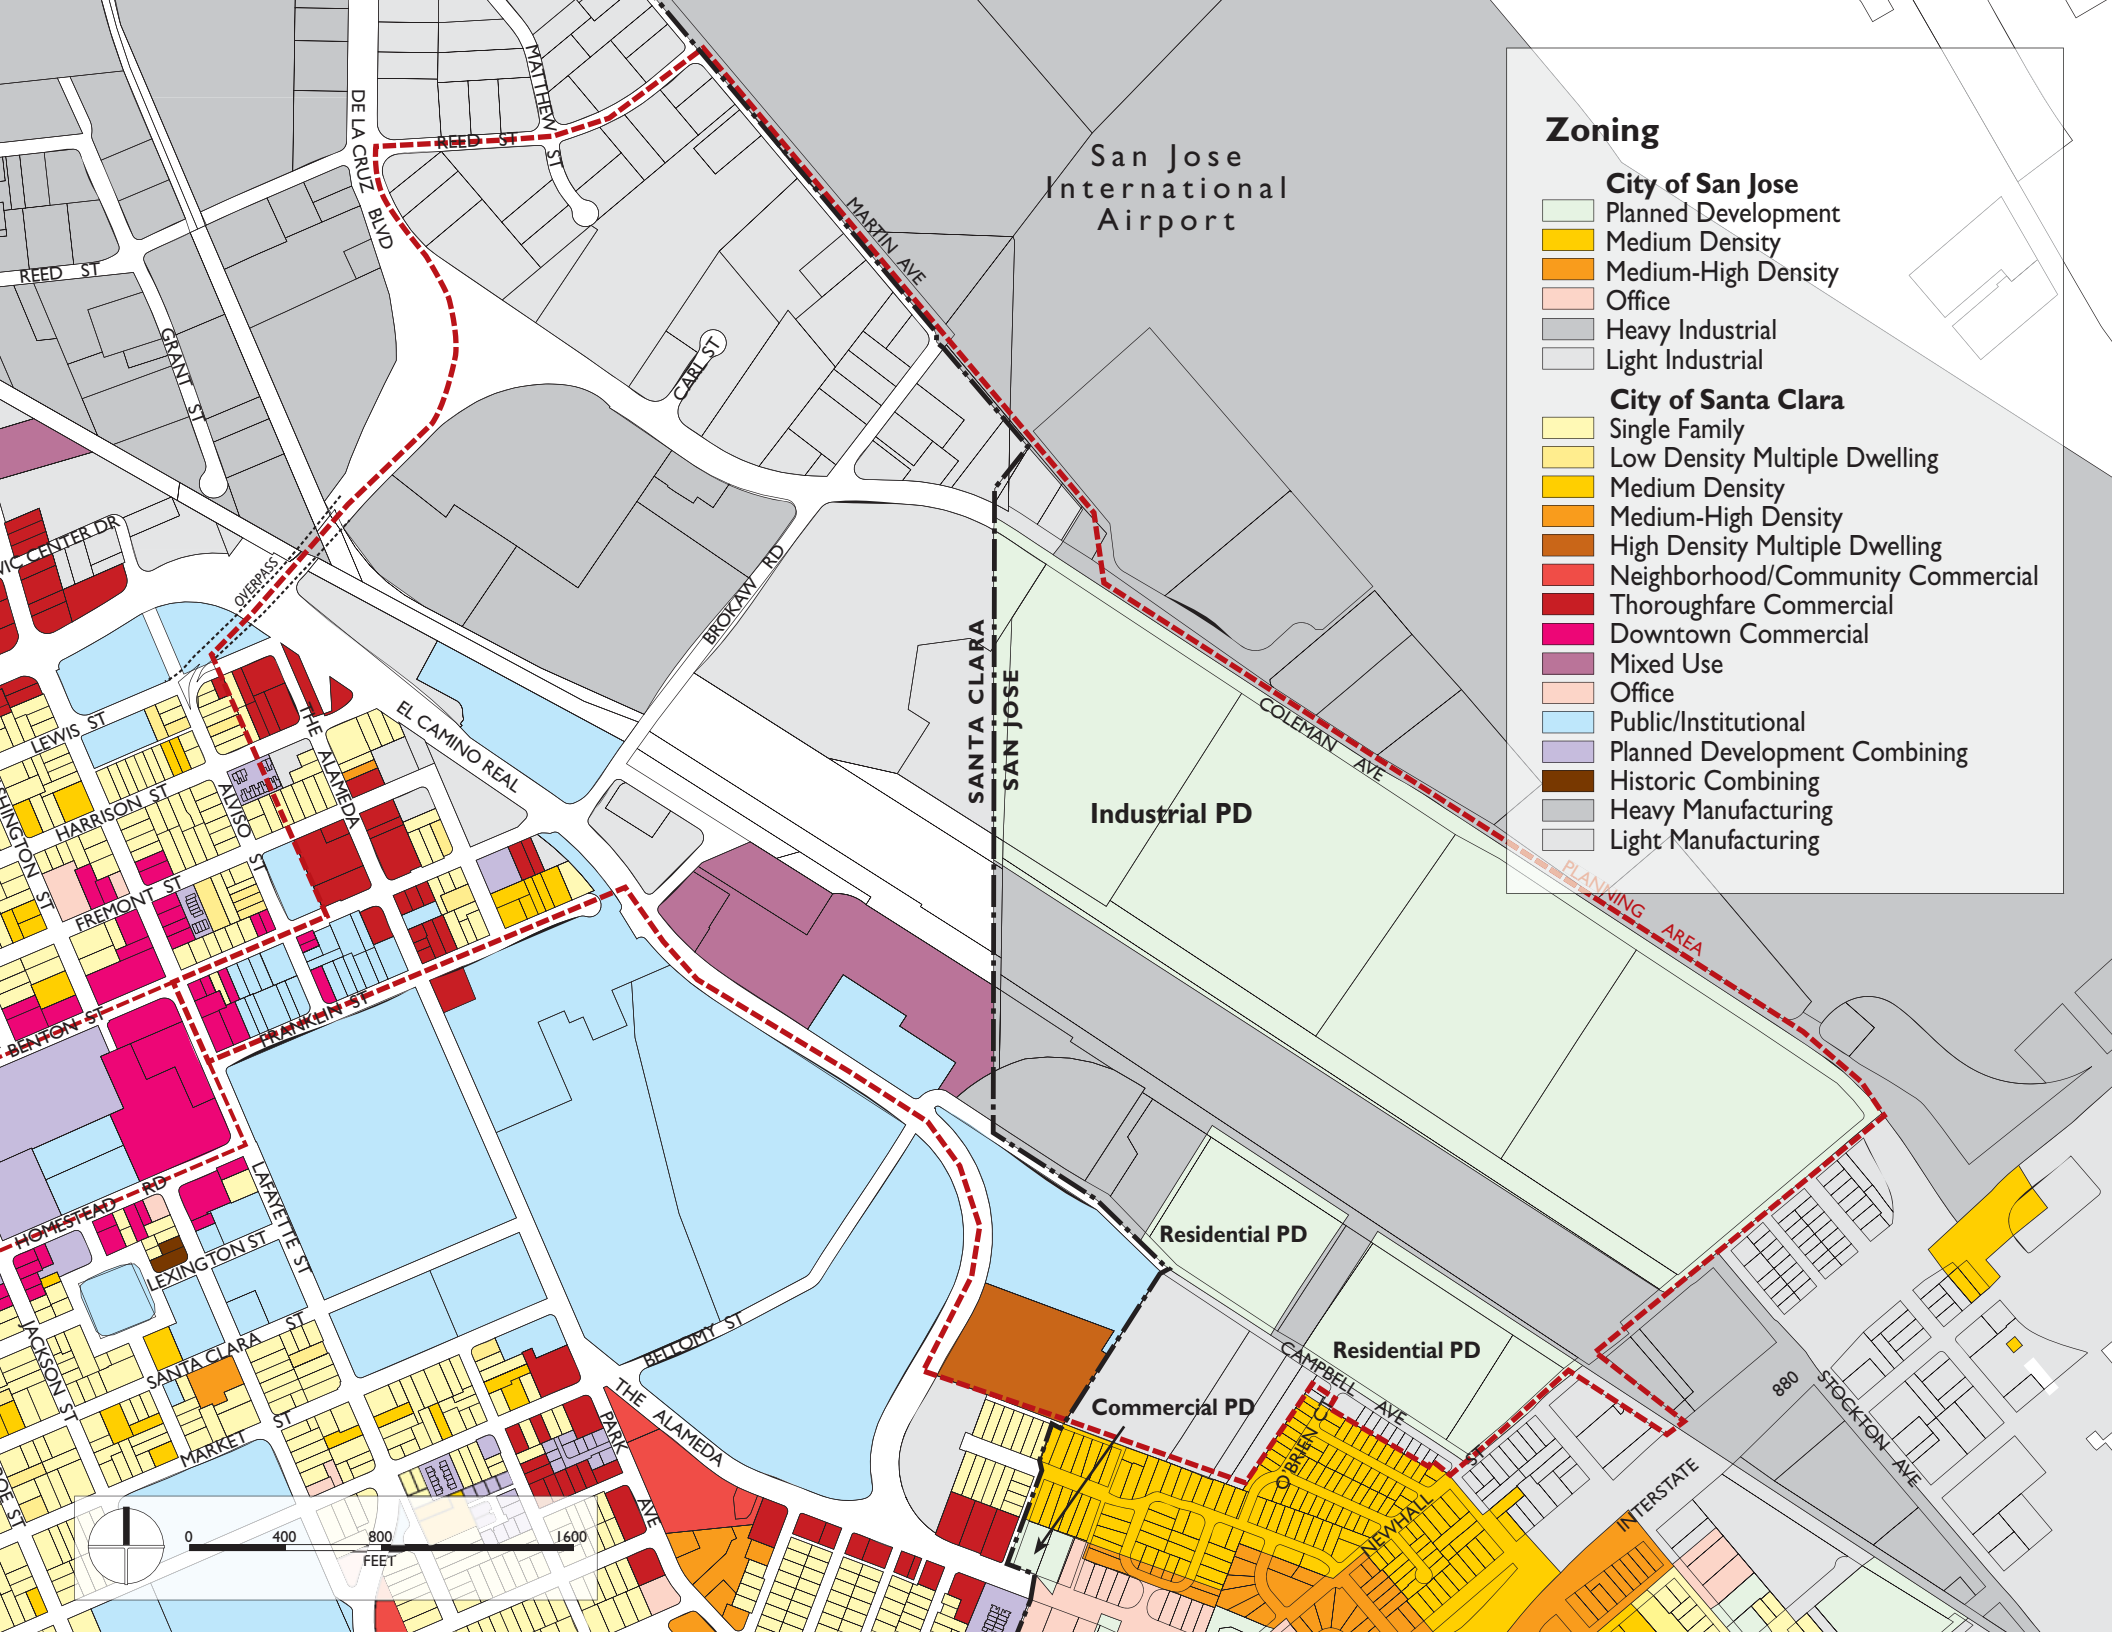 Zoning
City of San Jose
Planned Development
Medium Density
Medium-High Density
Office
Heavy Industrial
Light Industrial
City of Santa Clara
Single Family
Low Density Multiple Dwelling
Medium Density
Medium-High Density
High Density Multiple Dwelling
Neighborhood/Community Commercial
Thoroughfare Commercial
Downtown Commercial
Mixed Use
Office
Public/Institutional
Planned Development Combining
Historic Combining
Heavy Manufacturing
Light Manufacturing
San Jose
International
Airport
DE LA CRUZ BLVD
MATTHEW ST
REED ST
MARTIN AVE
REED ST
GRANT ST
CARL ST
OVERPASS
BROKAW RD
SANTA CLARA
SAN JOSE
COLEMAN AVE
Industrial PD
PLANNING AREA
LEWIS ST
THE ALAMEDA
EL CAMINO REAL
HARRISON ST
ALVISO ST
FREMONT ST
BENTON ST
FRANKLIN ST
HOMESTEAD RD
LAFAYETTE ST
LEXINGTON ST
JACKSON ST
SANTA CLARA ST
MARKET ST
BELLOMY ST
THE ALAMEDA
PARK AVE
Residential PD
Residential PD
Commercial PD
CAMPBELL AVE
O'BRIEN CT
NEWHALL ST
INTERSTATE 880
STOCKTON AVE
0 400 800 1600
FEET